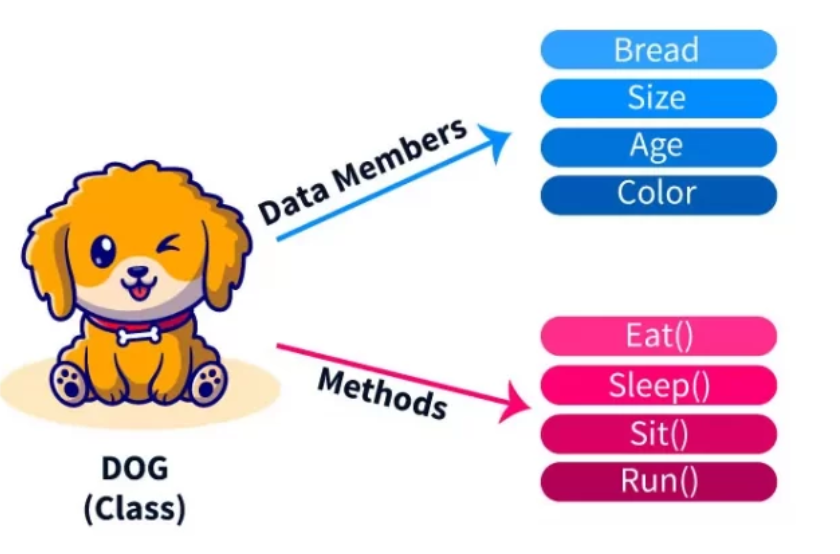 Bread
Size
Age
Color
Data Members
Eat()
Sleep()
Sit()
Run()
Methods
DOG
(Class)